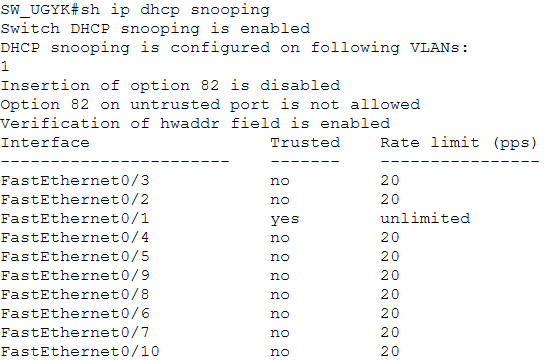 SW_UGYK#sh ip dhcp snooping
Switch DHCP snooping is enabled
DHCP snooping is configured on following VLANs:
1
Insertion of option 82 is disabled
Option 82 on untrusted port is not allowed
Verification of hwaddr field is enabled
Interface Trusted Rate limit (pps)
----------------------- ------- ----------------
FastEthernet0/3 no 20
FastEthernet0/2 no 20
FastEthernet0/1 yes unlimited
FastEthernet0/4 no 20
FastEthernet0/5 no 20
FastEthernet0/9 no 20
FastEthernet0/8 no 20
FastEthernet0/6 no 20
FastEthernet0/7 no 20
FastEthernet0/10 no 20